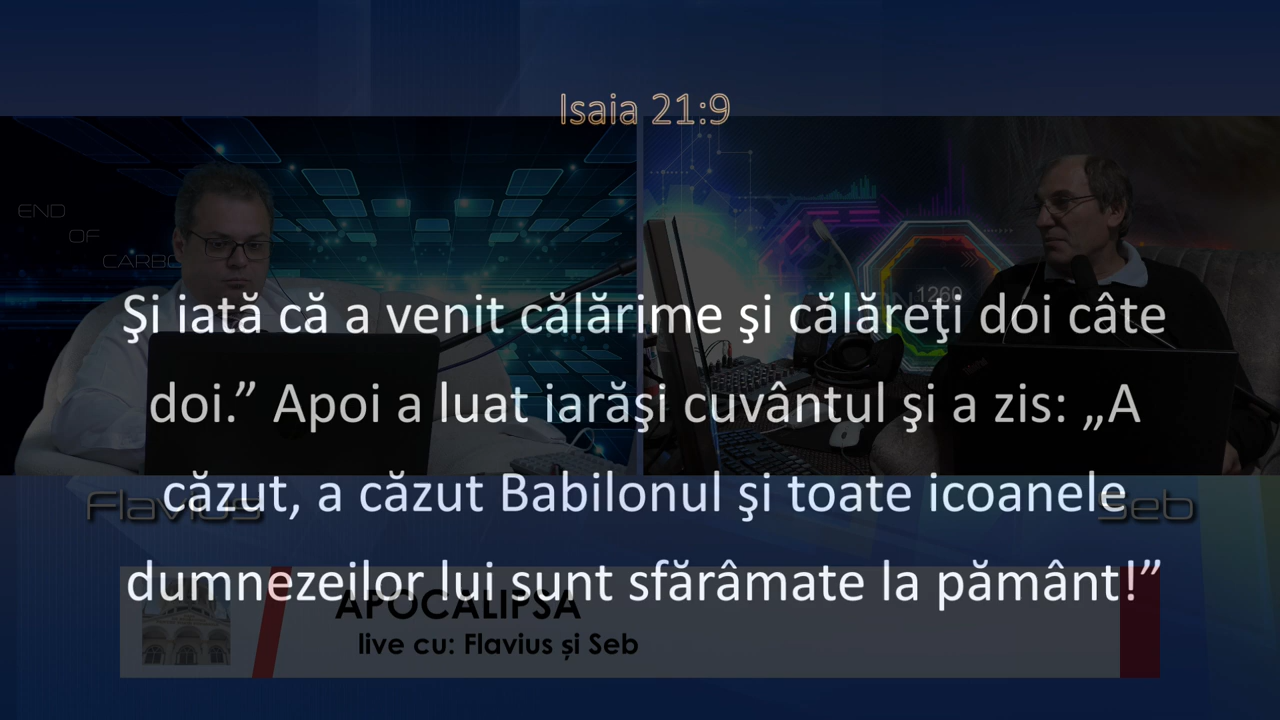 Isaia 21:9
END
OF
CARBO
1260
Şi iată că a venit călărime şi călăreţi doi câte
doi.” Apoi a luat iarăşi cuvântul şi a zis: „A
căzut, a căzut Babilonul şi toate icoanele
dumnezeilor lui sunt sfărâmate la pământ!”
Flavius
Seb
APOCALIPSA
live cu: Flavius și Seb